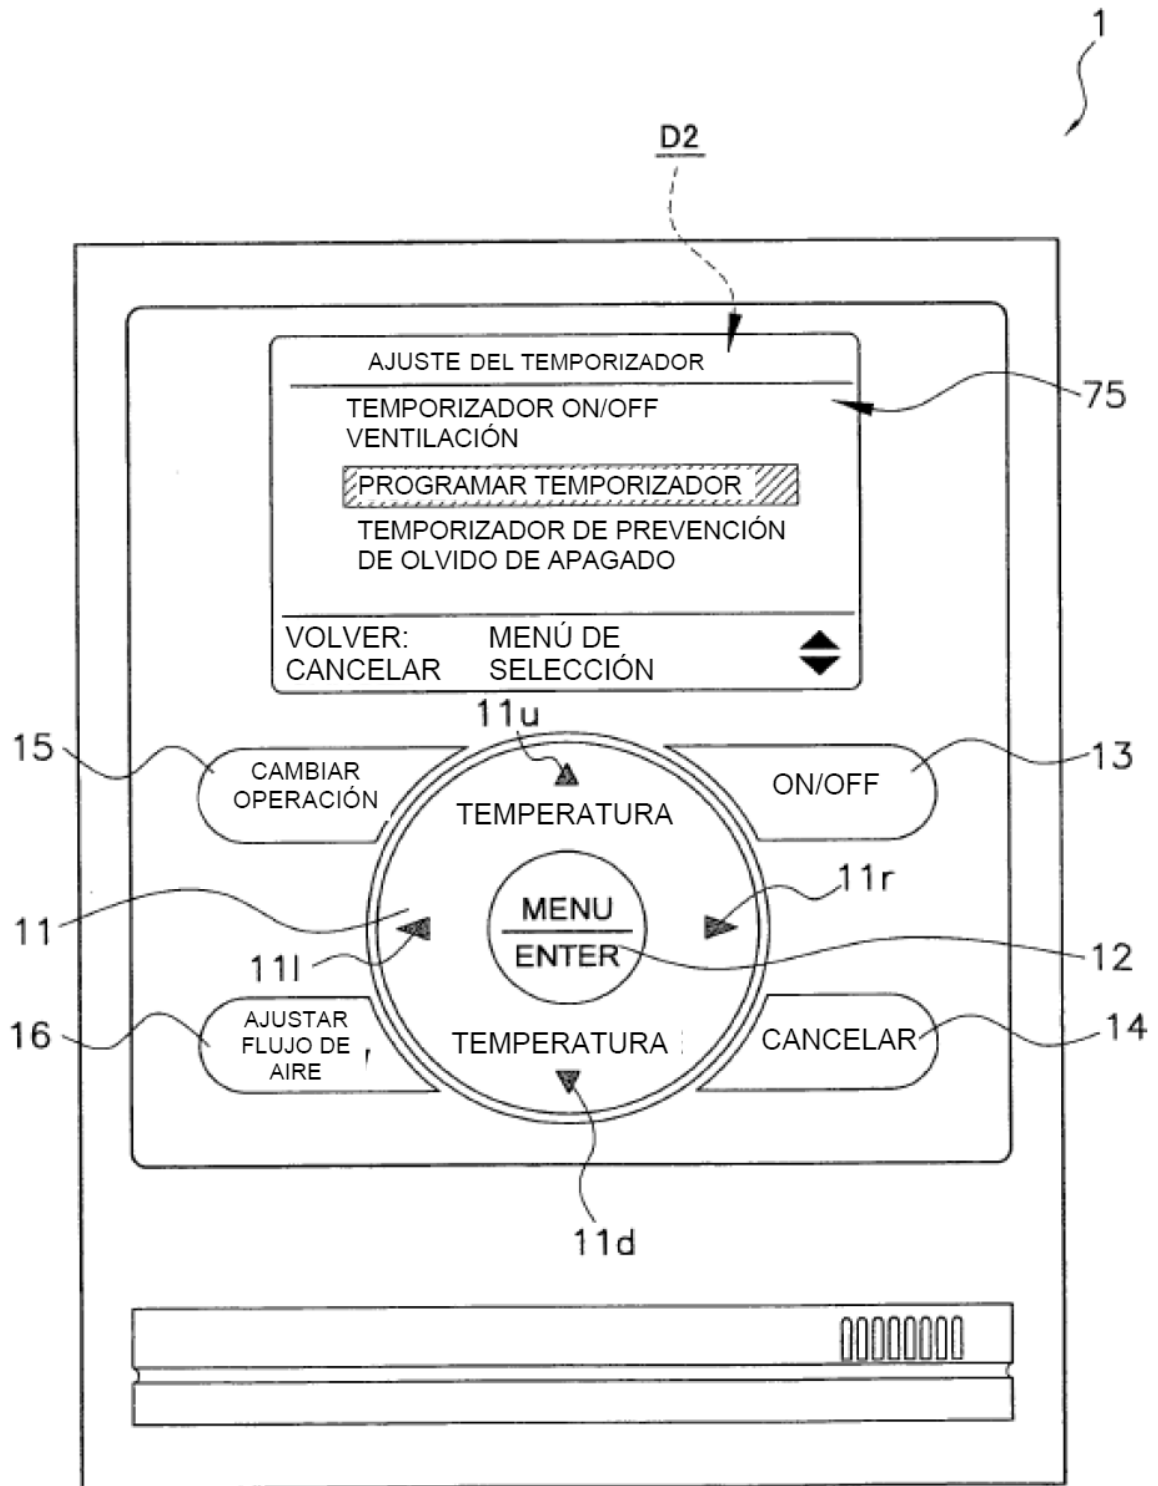 1
D2
AJUSTE DEL TEMPORIZADOR
75
TEMPORIZADOR ON/OFF
VENTILACIÓN
PROGRAMAR TEMPORIZADOR
TEMPORIZADOR DE PREVENCIÓN
DE OLVIDO DE APAGADO
VOLVER: MENÚ DE
CANCELAR SELECCIÓN
11u
15
13
CAMBIAR
OPERACIÓN
ON/OFF
TEMPERATURA
11r
11
MENU
ENTER
12
11l
16
AJUSTAR
FLUJO DE
AIRE
TEMPERATURA
CANCELAR
14
11d